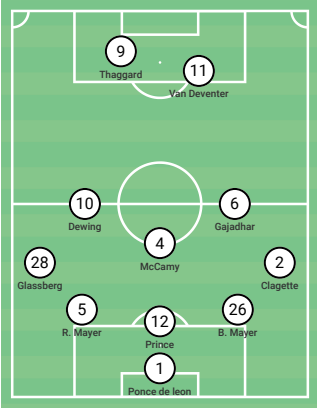 9
Thaggard
11
Van Deventer
10
Dewing
6
Gajadhar
4
McCamy
28
Glassberg
2
Clagette
5
R. Mayer
12
Prince
26
B. Mayer
1
Ponce de leon